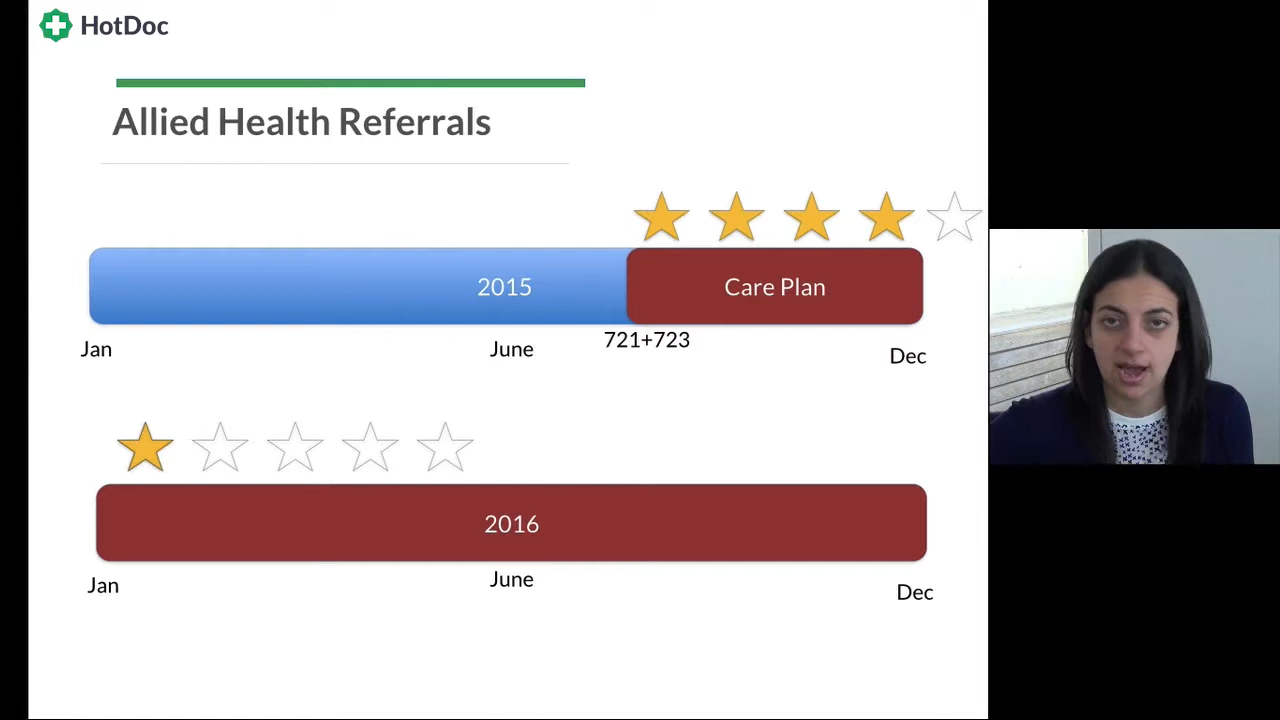 HotDoc
Allied Health Referrals
2015
Care Plan
Jan
June
721+723
Dec
2016
Jan
June
Dec